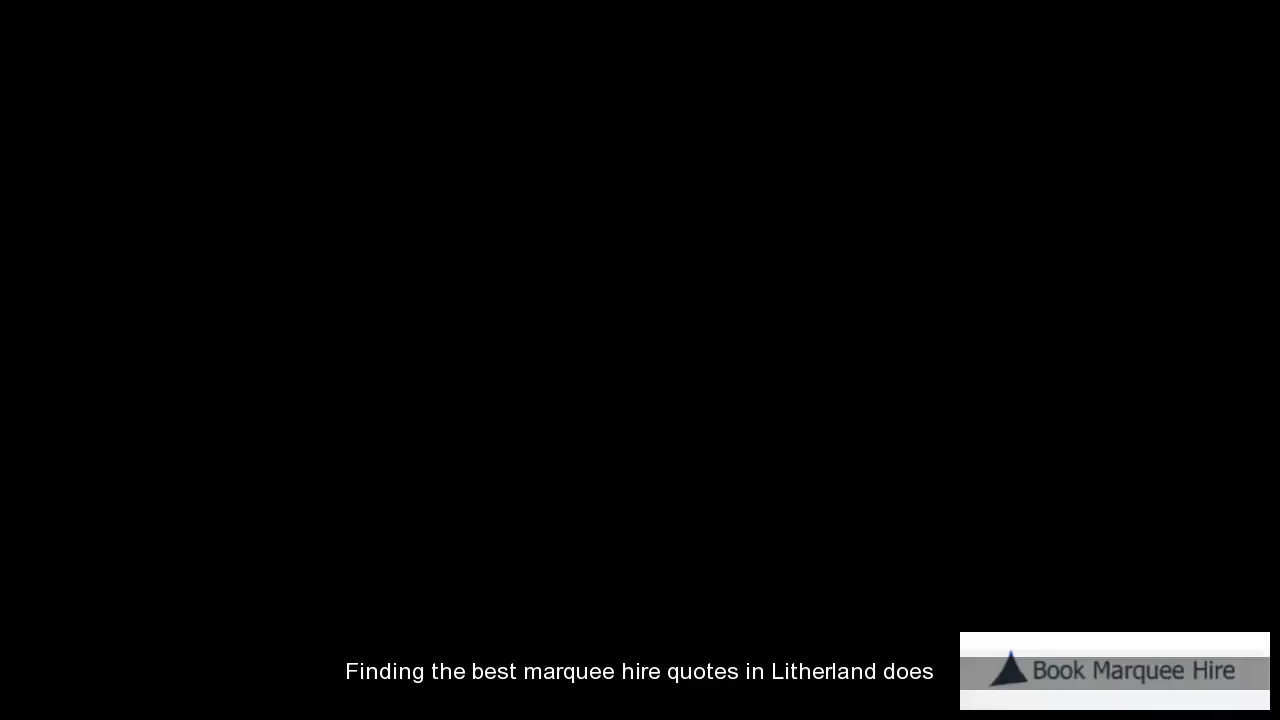 Finding the best marquee hire quotes in Litherland does
Book Marquee Hire